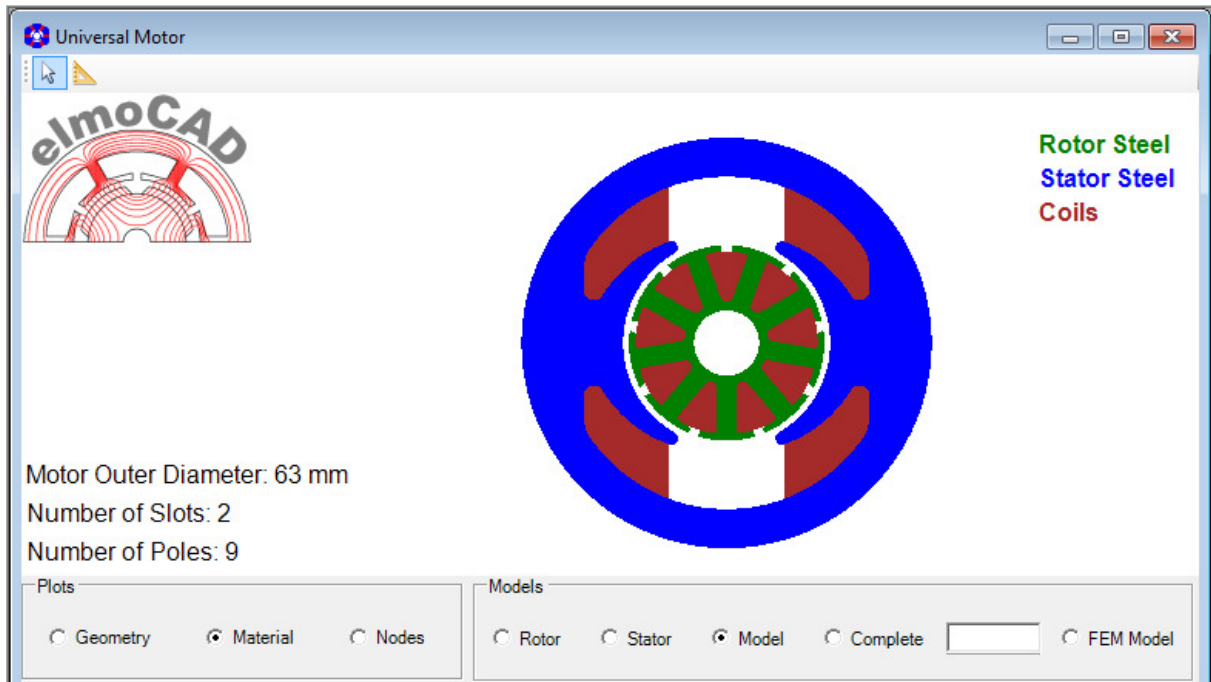 Universal Motor
elmoCAD
Rotor Steel
Stator Steel
Coils
Motor Outer Diameter: 63 mm
Number of Slots: 2
Number of Poles: 9
Plots
Geometry
Material
Nodes
Models
Rotor
Stator
Model
Complete
FEM Model